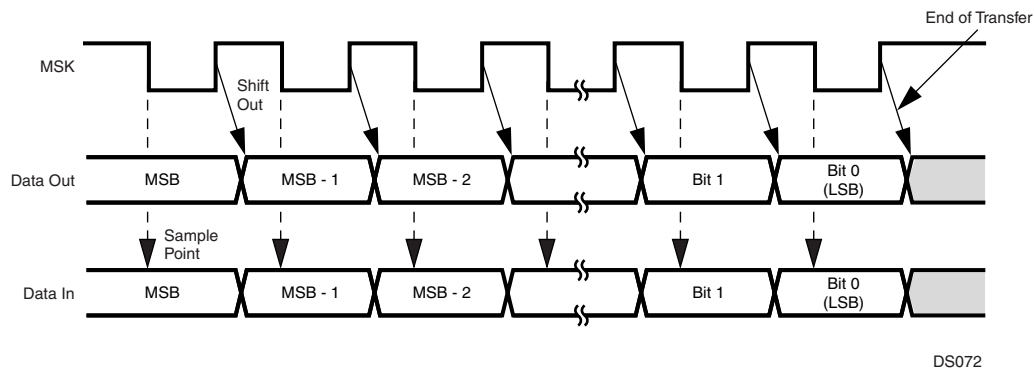 End of Transfer
MSK
Shift
Out
Data Out
MSB
MSB - 1
MSB - 2
Bit 1
Bit 0
(LSB)
Sample
Point
Data In
MSB
MSB - 1
MSB - 2
Bit 1
Bit 0
(LSB)
DS072